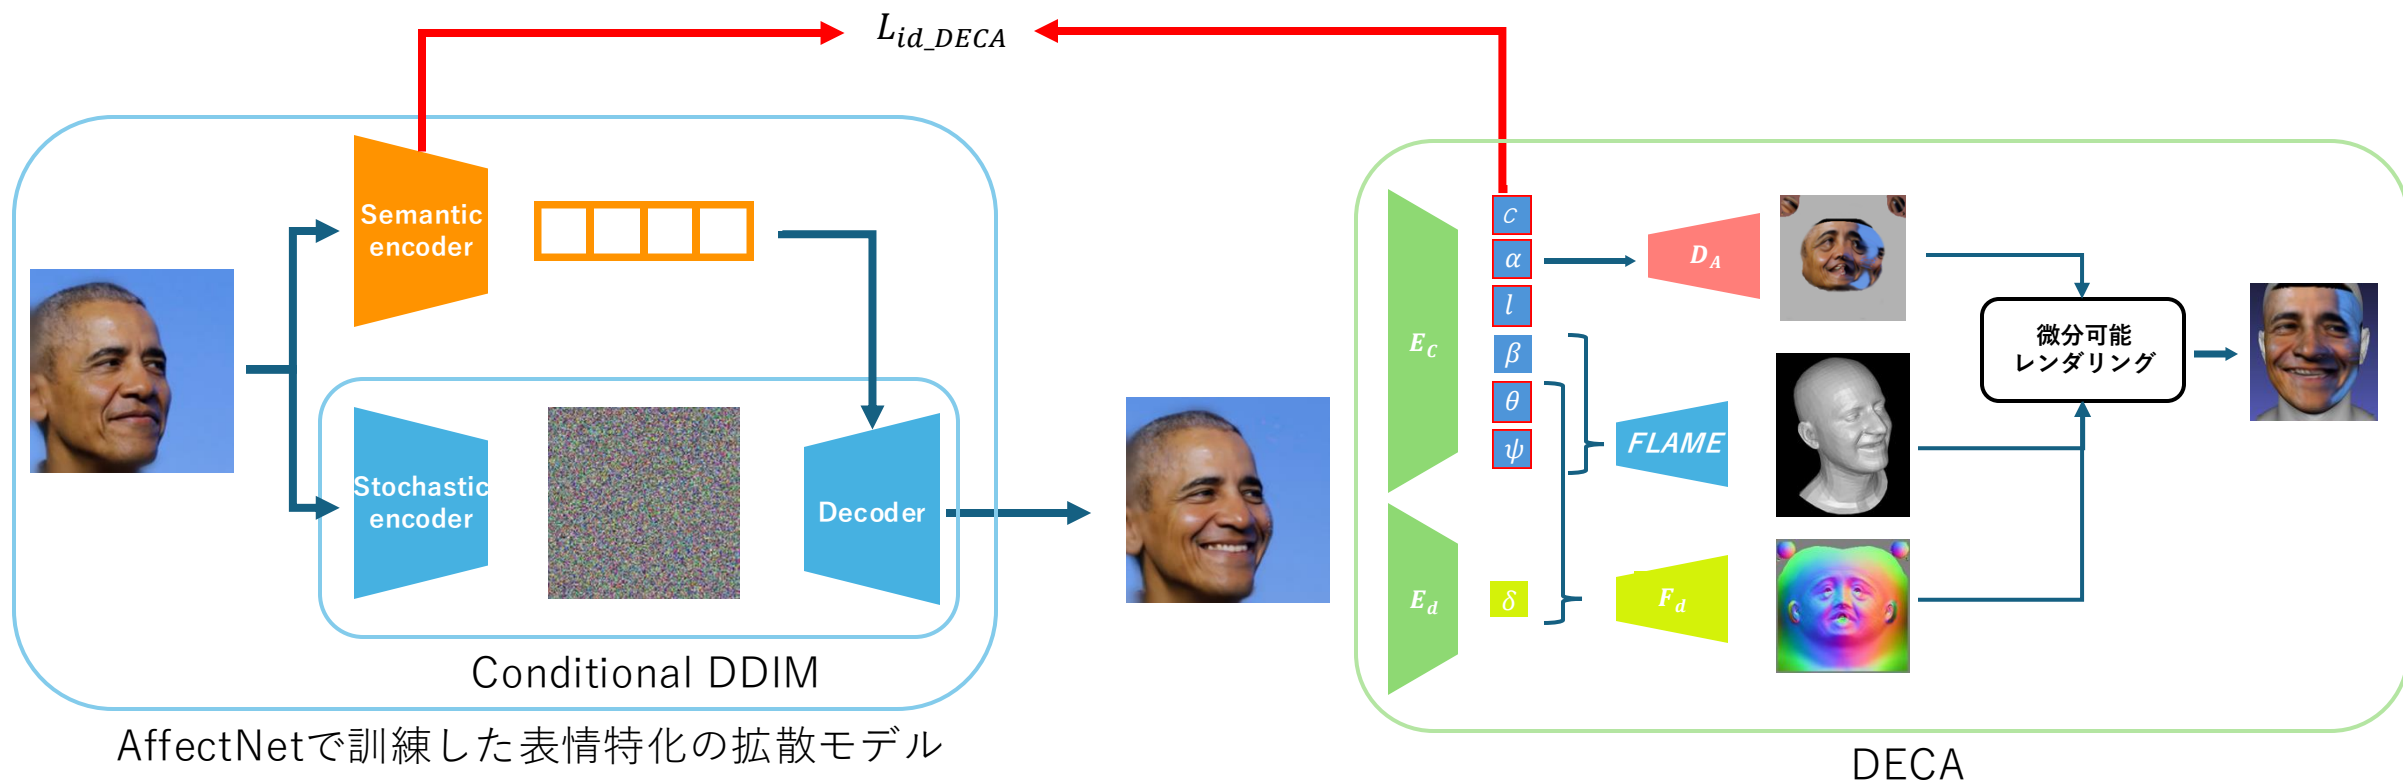 L_{id_DECA}
Semantic
encoder
Stochastic
encoder
Decoder
Conditional DDIM
AffectNetで訓練した表情特化の拡散モデル
E_C
E_d
c
α
l
β
θ
ψ
δ
D_A
FLAME
F_d
微分可能
レンダリング
DECA